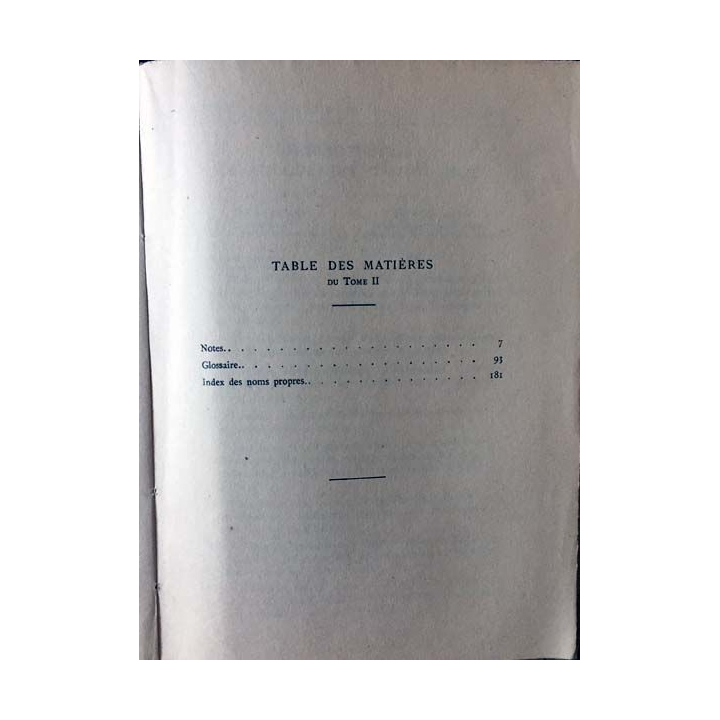 TABLE DES MATIÈRES
DU TOME II
Notes.. . . . . . . . . . . . . . . . . . . . 7
Glossaire.. . . . . . . . . . . . . . . . . . . 93
Index des noms propres.. . . . . . . . . . . . . . 181